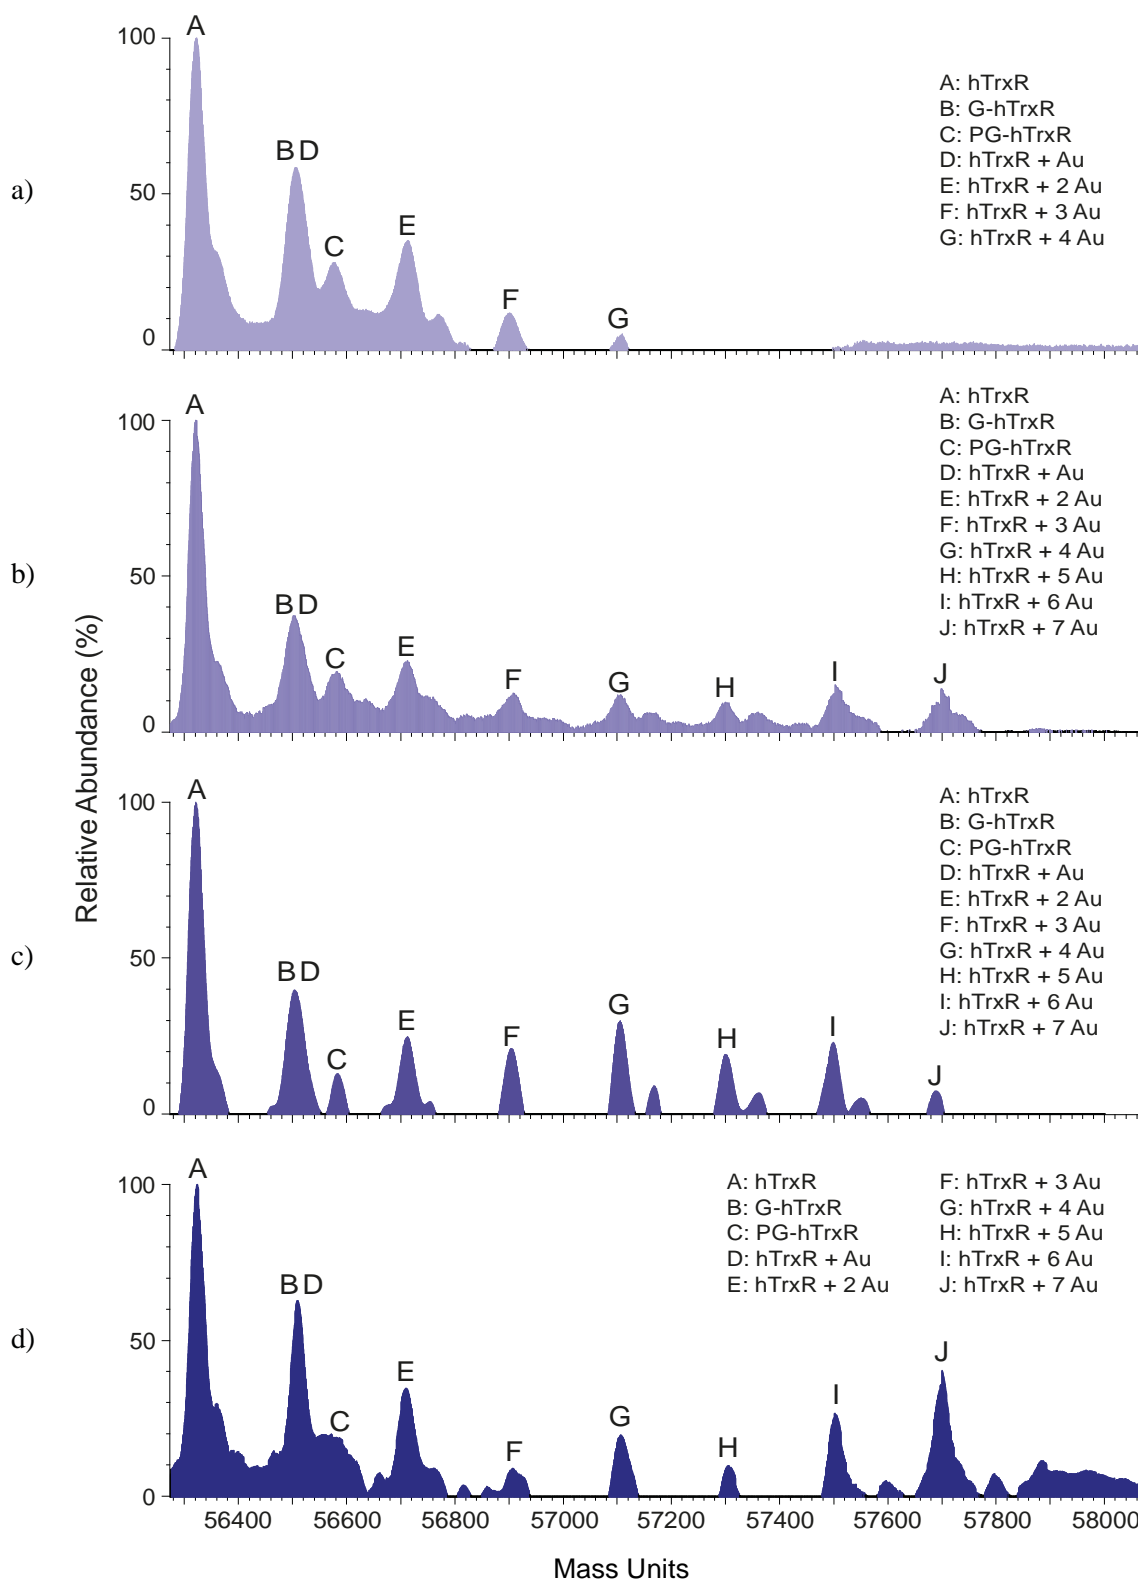 a)
100
50
0
A
B D
C
E
F
G
A: hTrxR
B: G-hTrxR
C: PG-hTrxR
D: hTrxR + Au
E: hTrxR + 2 Au
F: hTrxR + 3 Au
G: hTrxR + 4 Au
b)
100
50
0
A
B D
C
E
F
G
H
I
J
A: hTrxR
B: G-hTrxR
C: PG-hTrxR
D: hTrxR + Au
E: hTrxR + 2 Au
F: hTrxR + 3 Au
G: hTrxR + 4 Au
H: hTrxR + 5 Au
I: hTrxR + 6 Au
J: hTrxR + 7 Au
Relative Abundance (%)
c)
100
50
0
A
B D
C
E
F
G
H
I
J
A: hTrxR
B: G-hTrxR
C: PG-hTrxR
D: hTrxR + Au
E: hTrxR + 2 Au
F: hTrxR + 3 Au
G: hTrxR + 4 Au
H: hTrxR + 5 Au
I: hTrxR + 6 Au
J: hTrxR + 7 Au
d)
100
50
0
A
B D
C
E
F
G
H
I
J
A: hTrxR
B: G-hTrxR
C: PG-hTrxR
D: hTrxR + Au
E: hTrxR + 2 Au
F: hTrxR + 3 Au
G: hTrxR + 4 Au
H: hTrxR + 5 Au
I: hTrxR + 6 Au
J: hTrxR + 7 Au
56400 56600 56800 57000 57200 57400 57600 57800 58000
Mass Units